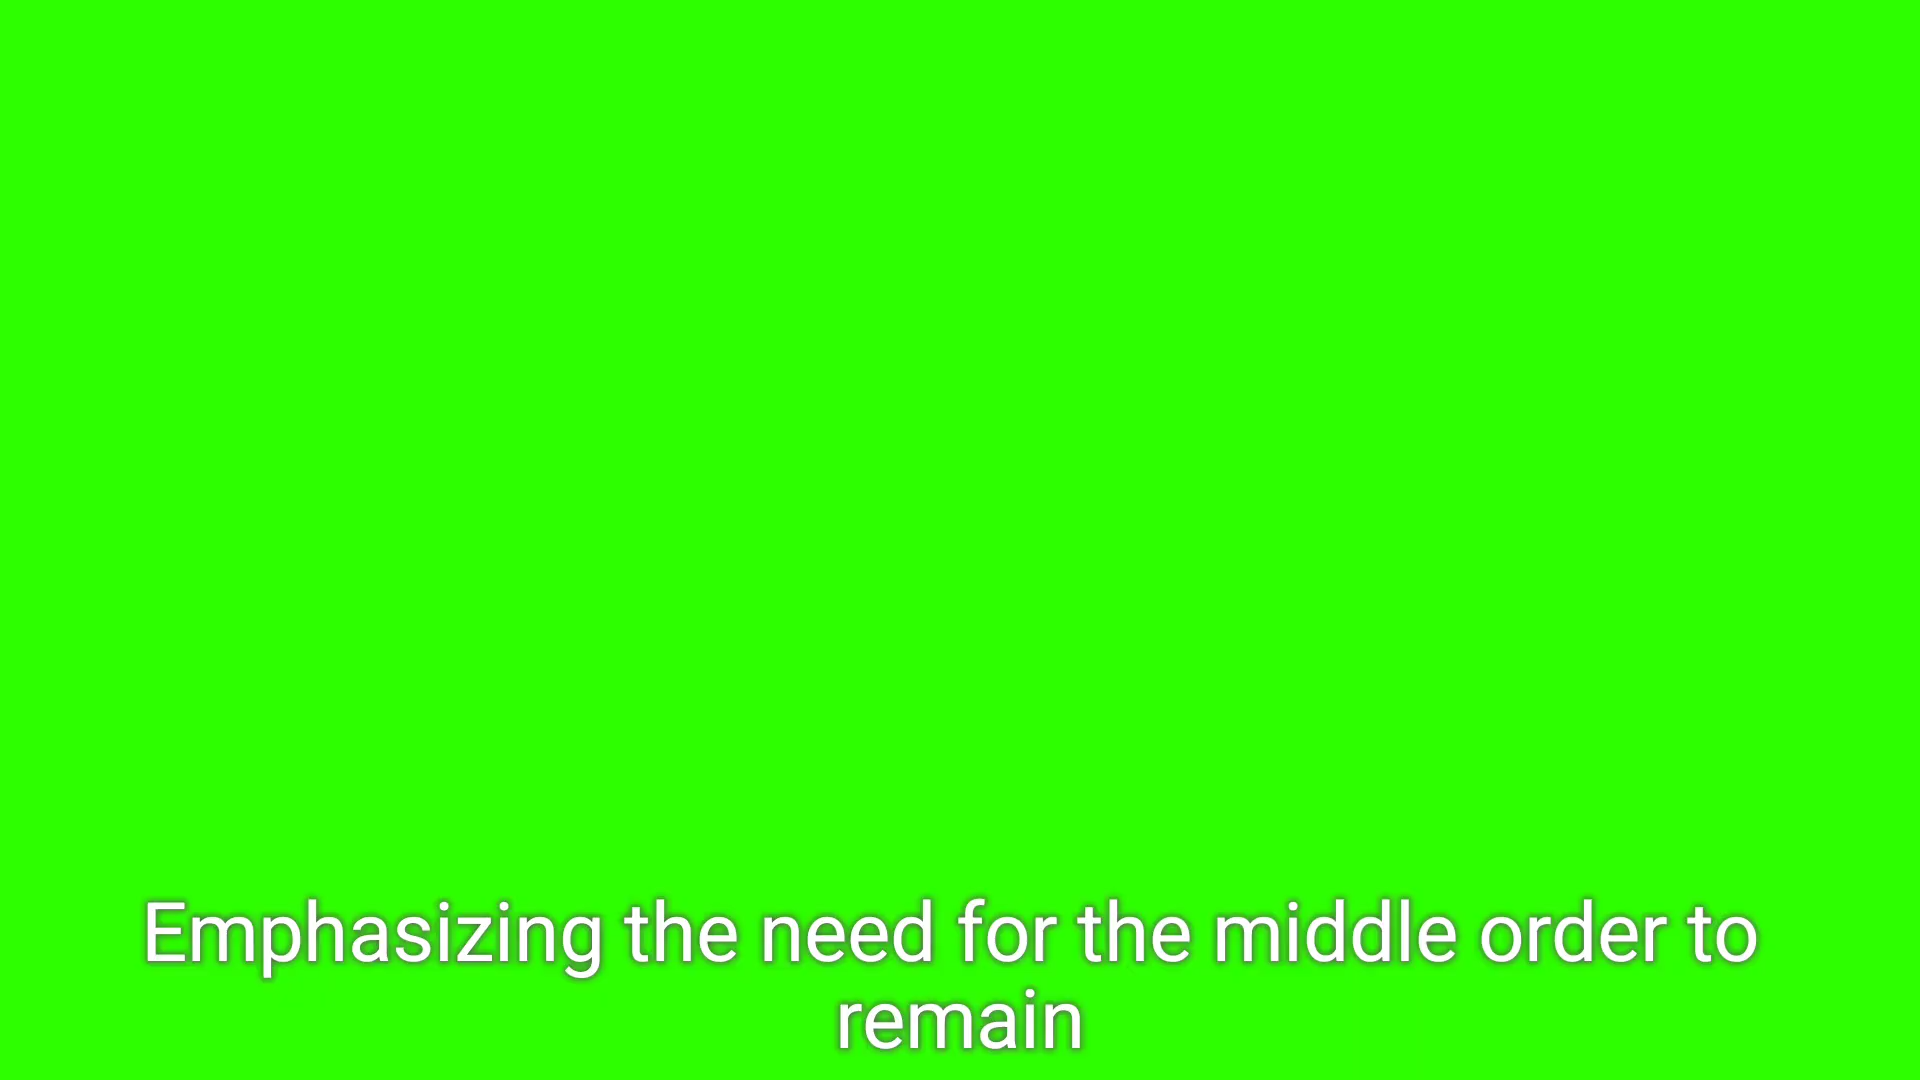 Emphasizing the need for the middle order to
remain